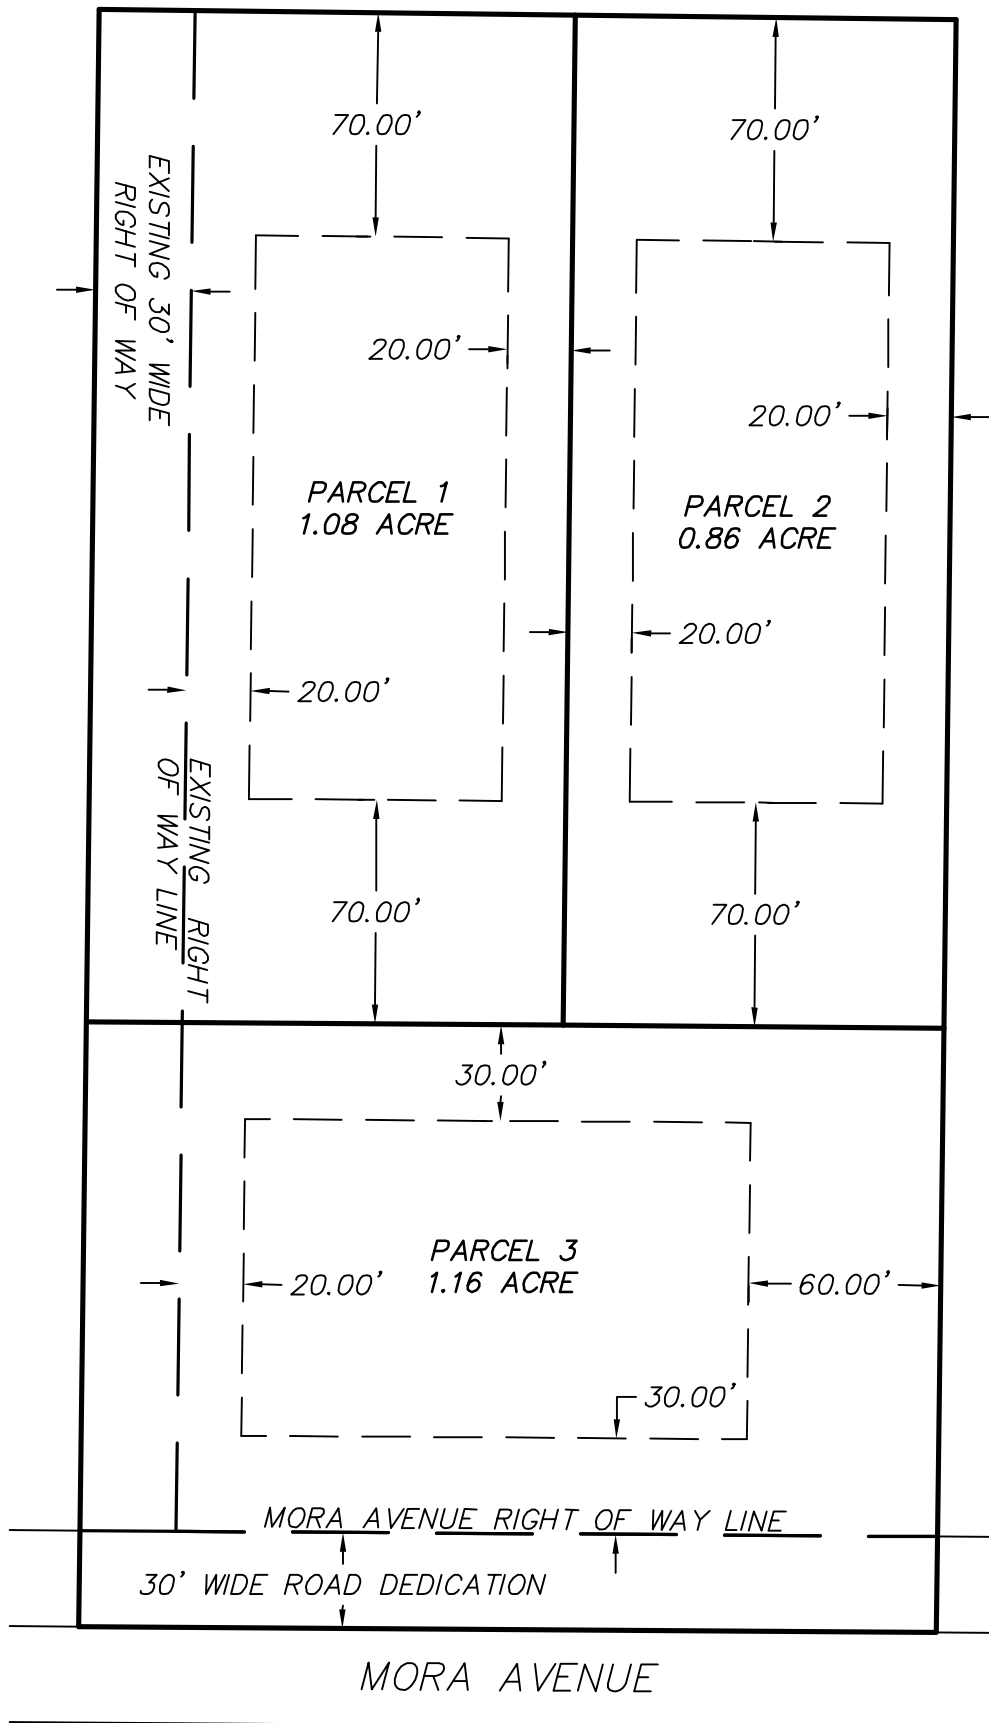 70.00'
70.00'
EXISTING 30' WIDE
RIGHT OF WAY
20.00'
20.00'
PARCEL 1
1.08 ACRE
PARCEL 2
0.86 ACRE
20.00'
20.00'
EXISTING RIGHT
OF WAY LINE
70.00'
70.00'
30.00'
PARCEL 3
1.16 ACRE
20.00'
60.00'
30.00'
MORA AVENUE RIGHT OF WAY LINE
30' WIDE ROAD DEDICATION
MORA AVENUE